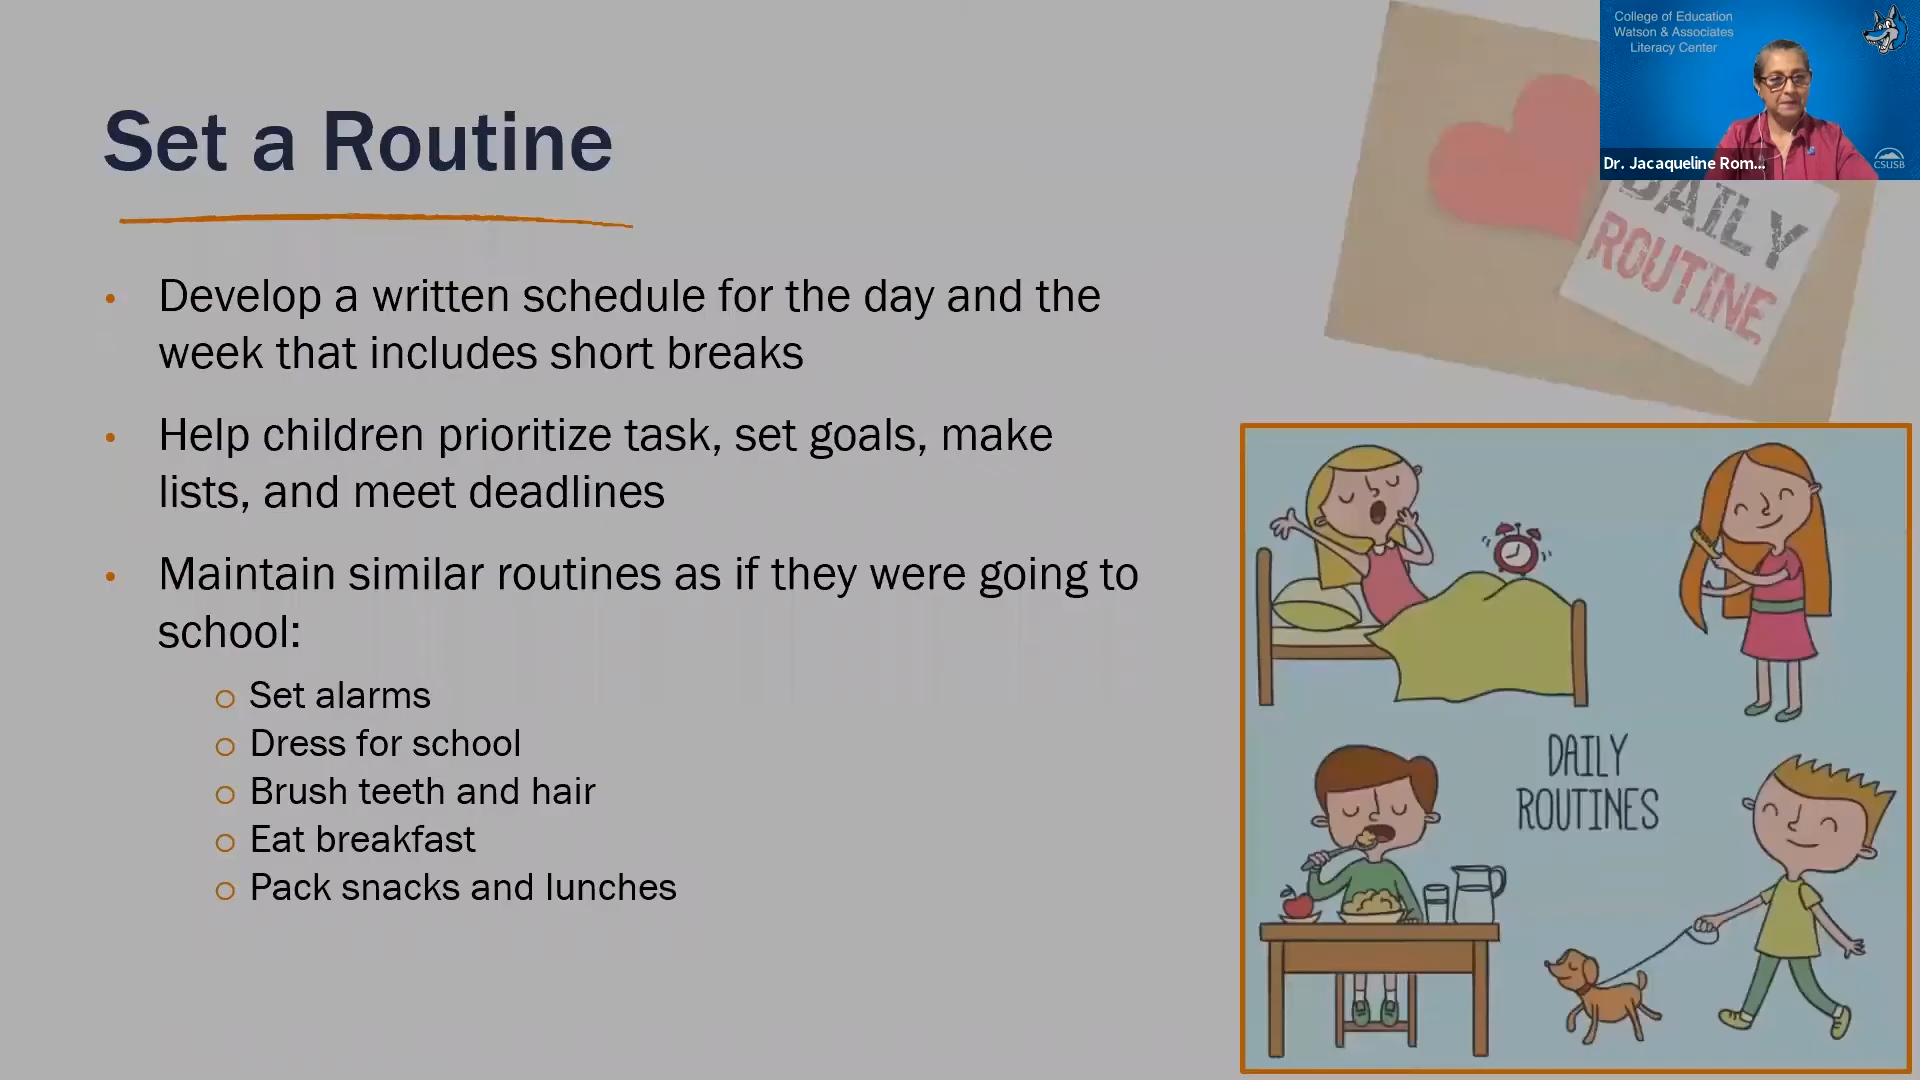 Set a Routine
• Develop a written schedule for the day and the
week that includes short breaks
• Help children prioritize task, set goals, make
lists, and meet deadlines
• Maintain similar routines as if they were going to
school:
o Set alarms
o Dress for school
o Brush teeth and hair
o Eat breakfast
o Pack snacks and lunches
College of Education
Watson & Associates
Literacy Center
Dr. Jacaqueline Rom...
CSUSB
DAILY
ROUTINE
DAILY
ROUTINES